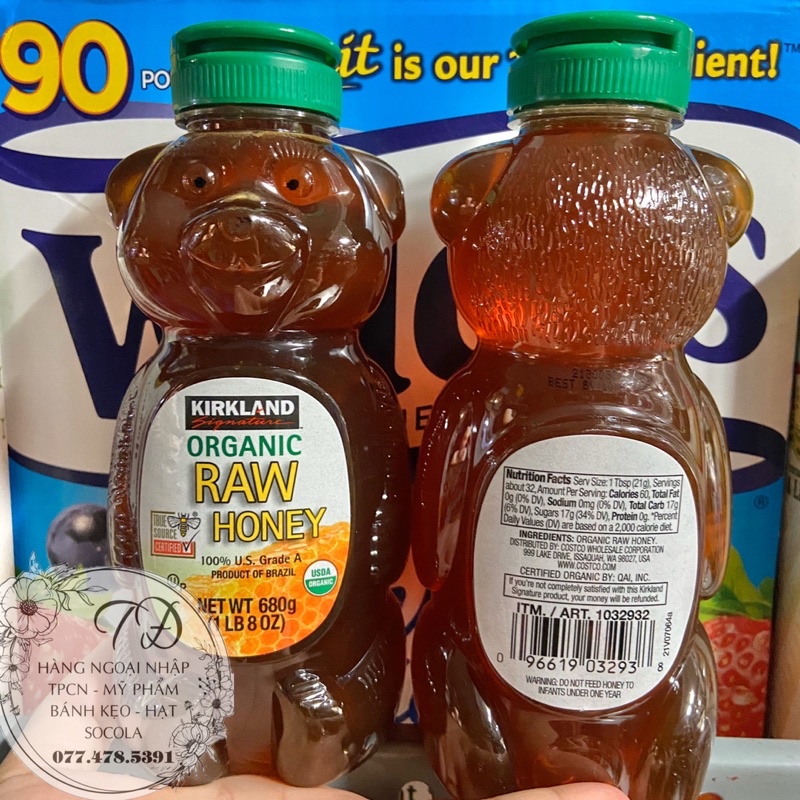 90
PO
it is our
ient!™
W
S
®
KIRKLAND
Signature
ORGANIC
RAW
HONEY
TRUE
SOURCE
CERTIFIED
100% U.S. Grade A
PRODUCT OF BRAZIL
USDA
ORGANIC
NET WT 680g
(1 LB 8 OZ)
BEST
Nutrition Facts Serv Size: 1 Tbsp (21g), Servings
about 32, Amount Per Serving: Calories 60, Total Fat
0g (0% DV), Sodium 0mg (0% DV), Total Carb 17g
(6% DV), Sugars 17g (34% DV), Protein 0g. *Percent
Daily Values (DV) are based on a 2,000 calorie diet.
INGREDIENTS: ORGANIC RAW HONEY.
DISTRIBUTED BY: COSTCO WHOLESALE CORPORATION
999 LAKE DRIVE, ISSAQUAH, WA 98027, USA
WWW.COSTCO.COM
CERTIFIED ORGANIC BY: QAI, INC.
If you're not completely satisfied with this Kirkland
Signature product, your money will be refunded.
ITM. / ART. 1032932
0 96619 03293 8
21V07064a
WARNING: DO NOT FEED HONEY TO
INFANTS UNDER ONE YEAR
TĐ
HÀNG NGOẠI NHẬP
TPCN - MỸ PHẨM
BÁNH KẸO - HẠT
SOCOLA
077.478.5391